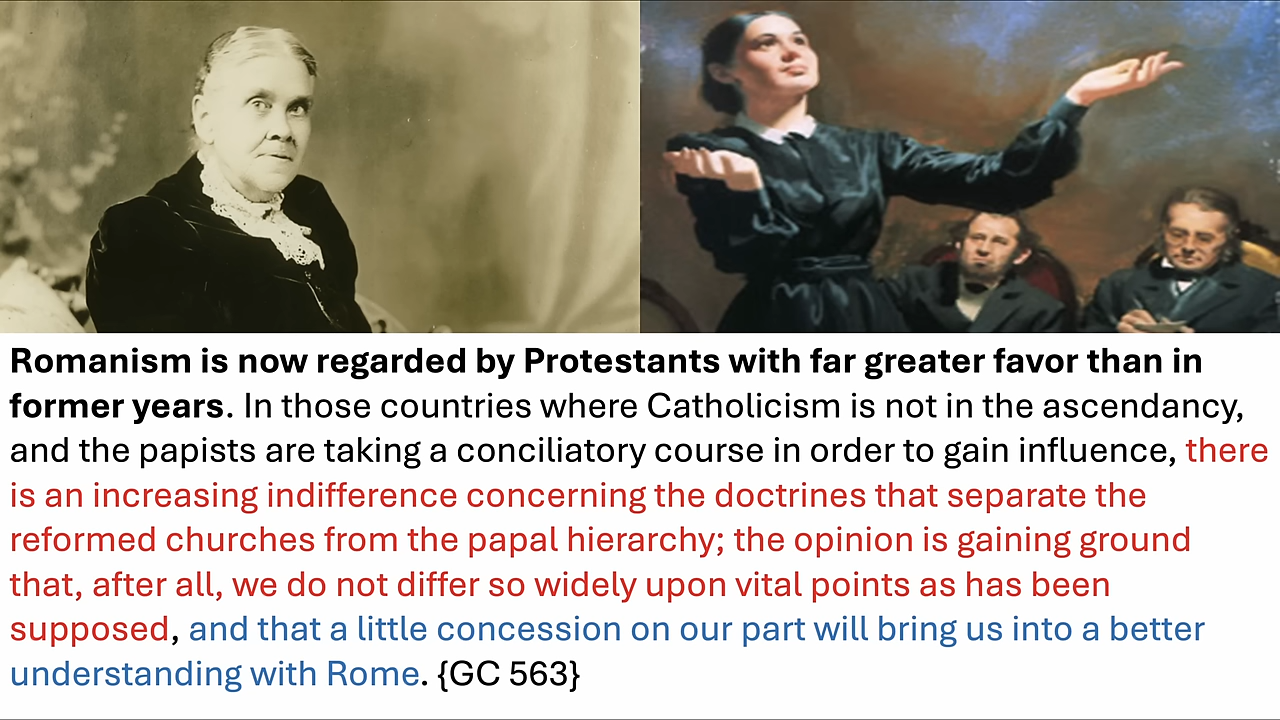 Romanism is now regarded by Protestants with far greater favor than in
former years. In those countries where Catholicism is not in the ascendancy,
and the papists are taking a conciliatory course in order to gain influence, there
is an increasing indifference concerning the doctrines that separate the
reformed churches from the papal hierarchy; the opinion is gaining ground
that, after all, we do not differ so widely upon vital points as has been
supposed, and that a little concession on our part will bring us into a better
understanding with Rome. {GC 563}